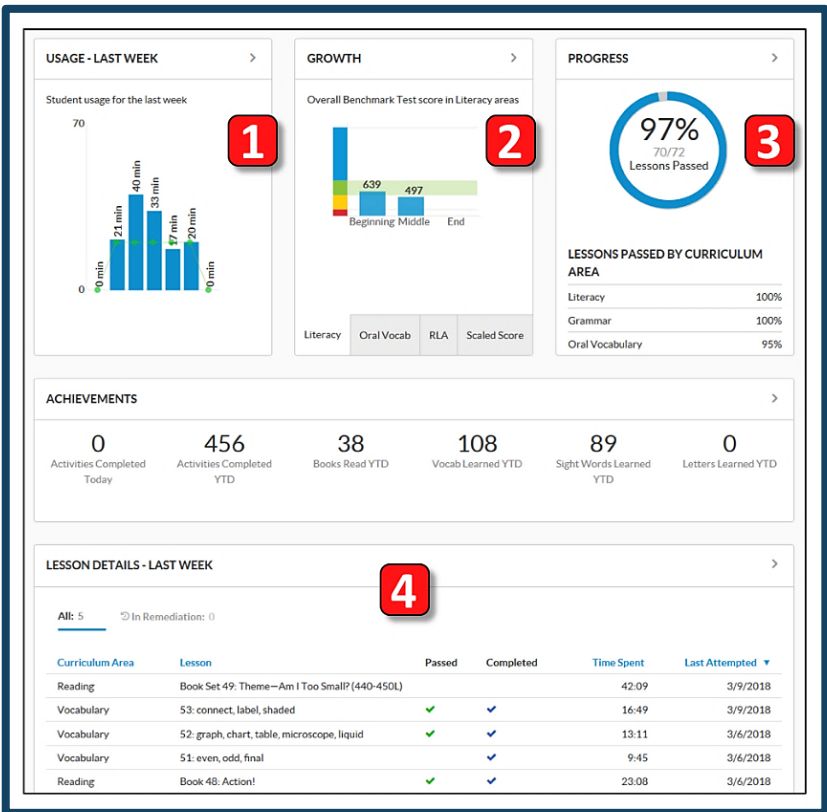 USAGE - LAST WEEK
Student usage for the last week
70
0
0 min
21 min
40 min
33 min
17 min
20 min
0 min
1
GROWTH
Overall Benchmark Test score in Literacy areas
639
497
Beginning Middle End
Literacy Oral Vocab RLA Scaled Score
2
PROGRESS
97%
70/72
Lessons Passed
3
LESSONS PASSED BY CURRICULUM
AREA
Literacy 100%
Grammar 100%
Oral Vocabulary 95%
ACHIEVEMENTS
0 456 38 108 89 0
Activities Completed Activities Completed Books Read YTD Vocab Learned YTD Sight Words Learned Letters Learned YTD
Today YTD YTD
LESSON DETAILS - LAST WEEK
4
All: 5 In Remediation: 0
Curriculum Area Lesson Passed Completed Time Spent Last Attempted
Reading Book Set 49: Theme—Am I Too Small? (440-450L) 42:09 3/9/2018
Vocabulary 53: connect, label, shaded 16:49 3/9/2018
Vocabulary 52: graph, chart, table, microscope, liquid 13:11 3/6/2018
Vocabulary 51: even, odd, final 9:45 3/6/2018
Reading Book 48: Action! 23:08 3/6/2018